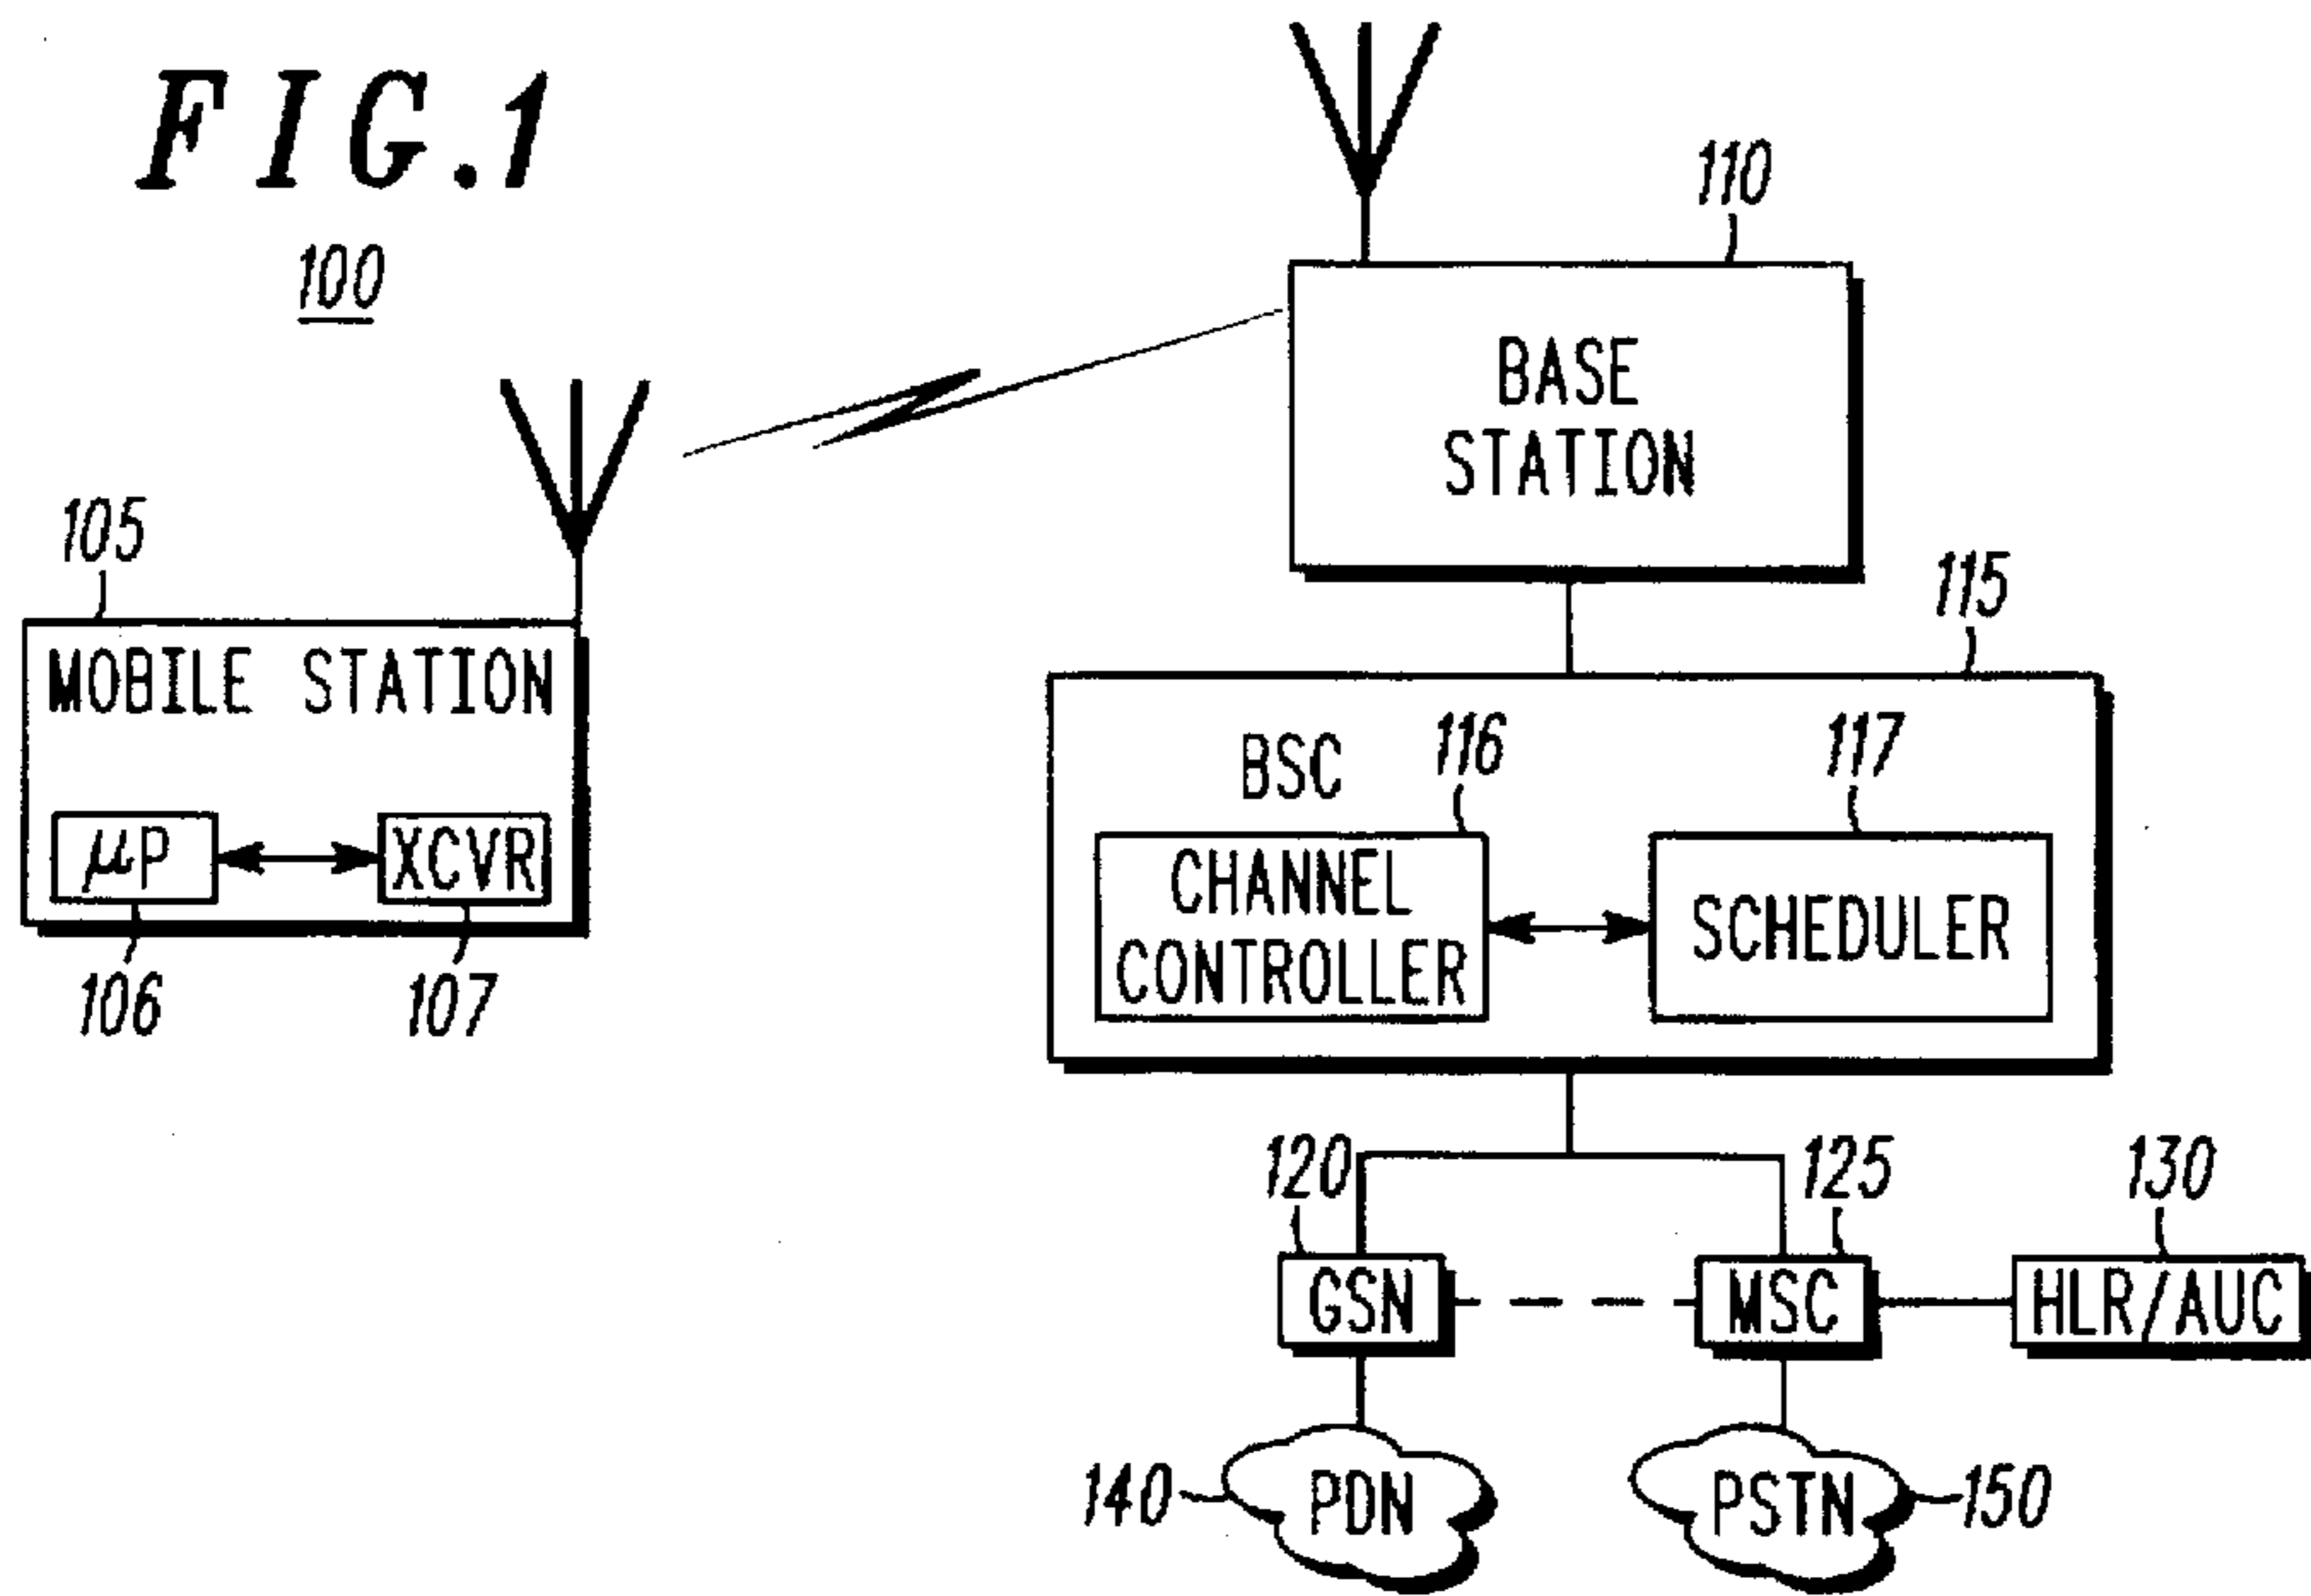 FIG.1
100
110
BASE
STATION
105
MOBILE STATION
μP
XCVR
106
107
115
BSC
116
117
CHANNEL
CONTROLLER
SCHEDULER
120
125
130
GSN
MSC
HLR/AUC
140
PDN
PSTN
150